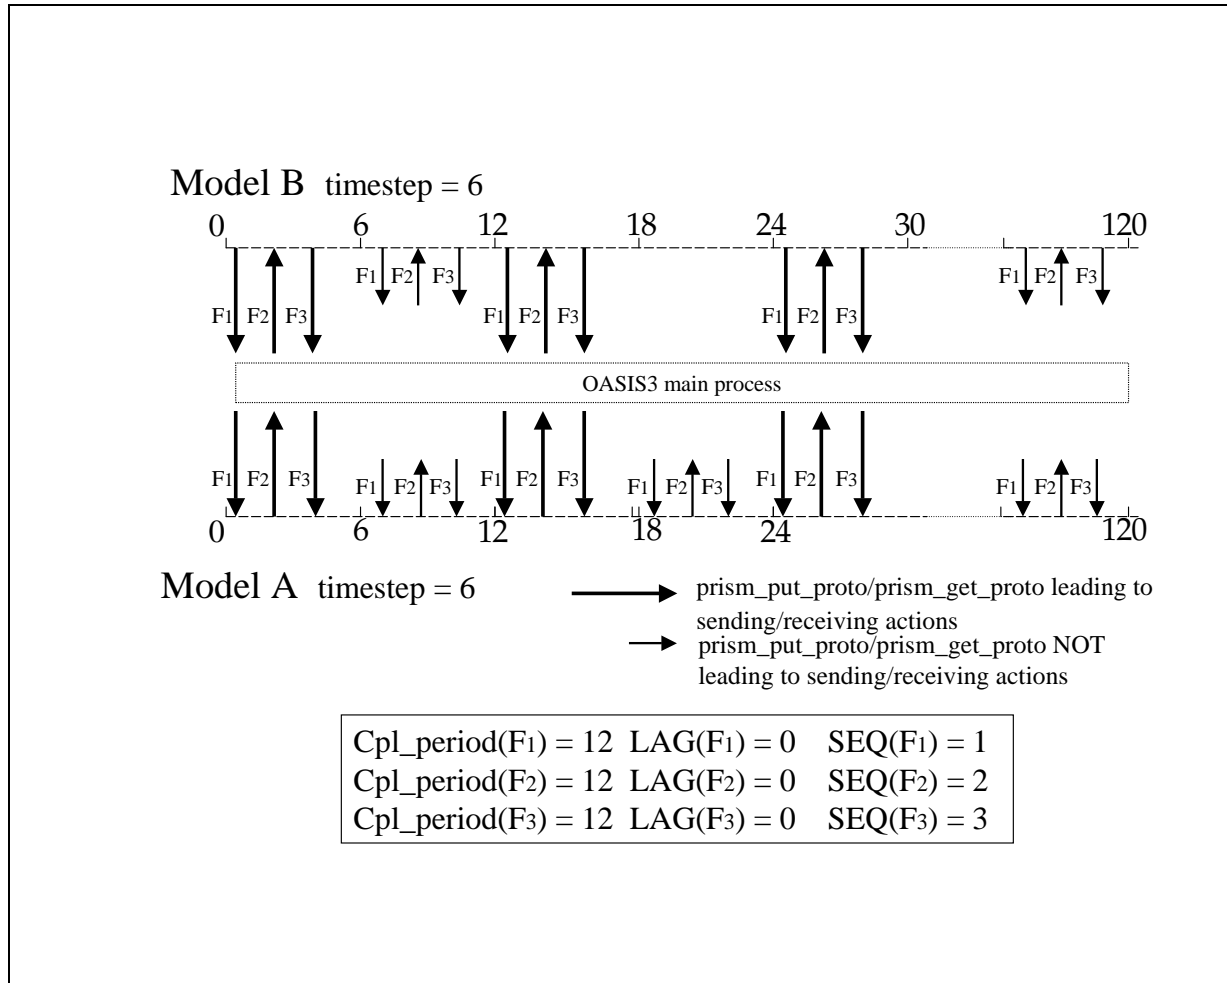 Model B timestep = 6
0 6 12 18 24 30 120
F1 F2 F3 F1 F2 F3
F1 F2 F3 F1 F2 F3 F1 F2 F3
OASIS3 main process
F1 F2 F3 F1 F2 F3 F1 F2 F3 F1 F2 F3 F1 F2 F3 F1 F2 F3
0 6 12 18 24 120
Model A timestep = 6
prism_put_proto/prism_get_proto leading to
sending/receiving actions
prism_put_proto/prism_get_proto NOT
leading to sending/receiving actions
Cpl_period(F1) = 12 LAG(F1) = 0 SEQ(F1) = 1
Cpl_period(F2) = 12 LAG(F2) = 0 SEQ(F2) = 2
Cpl_period(F3) = 12 LAG(F3) = 0 SEQ(F3) = 3